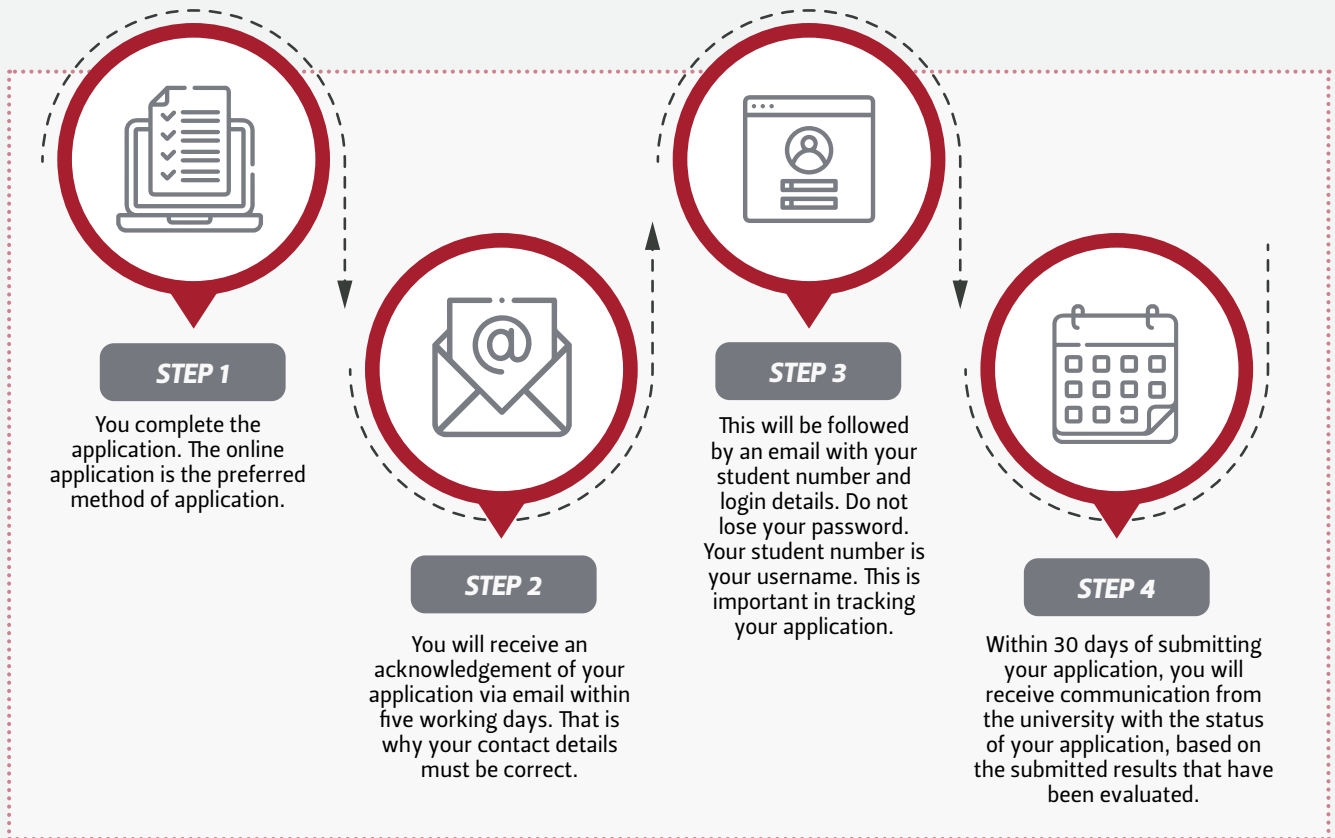 STEP 1
You complete the
application. The online
application is the preferred
method of application.
STEP 2
You will receive an
acknowledgement of your
application via email within
five working days. That is
why your contact details
must be correct.
STEP 3
This will be followed
by an email with your
student number and
login details. Do not
lose your password.
Your student number is
your username. This is
important in tracking
your application.
STEP 4
Within 30 days of submitting
your application, you will
receive communication from
the university with the status
of your application, based on
the submitted results that have
been evaluated.